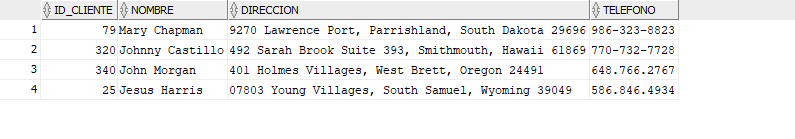 ID_CLIENTE NOMBRE DIRECCION TELEFONO
1 79 Mary Chapman 9270 Lawrence Port, Parrishland, South Dakota 29696 986-323-8823
2 320 Johnny Castillo 492 Sarah Brook Suite 393, Smithmouth, Hawaii 61869 770-732-7728
3 340 John Morgan 401 Holmes Villages, West Brett, Oregon 24491 648.766.2767
4 25 Jesus Harris 07803 Young Villages, South Samuel, Wyoming 39049 586.846.4934